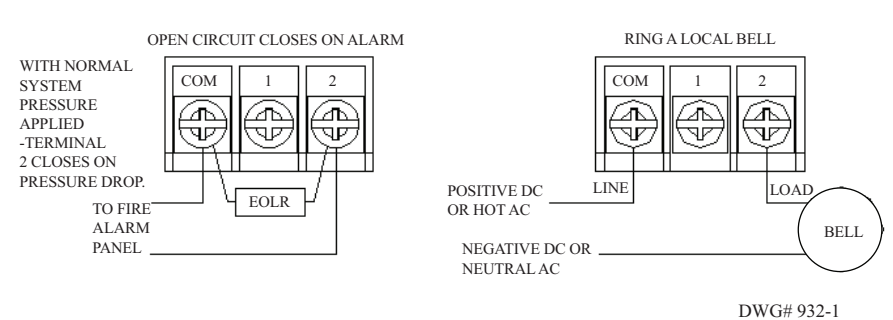 OPEN CIRCUIT CLOSES ON ALARM
WITH NORMAL
SYSTEM
PRESSURE
APPLIED
-TERMINAL
2 CLOSES ON
PRESSURE DROP.
COM 1 2
EOLR
TO FIRE
ALARM
PANEL
RING A LOCAL BELL
COM 1 2
LINE
LOAD
POSITIVE DC
OR HOT AC
BELL
NEGATIVE DC OR
NEUTRAL AC
DWG# 932-1